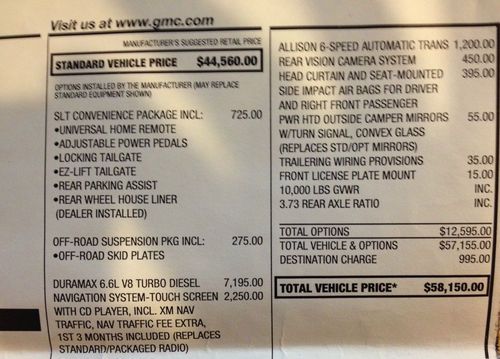 Visit us at www.gmc.com
MANUFACTURER'S SUGGESTED RETAIL PRICE
STANDARD VEHICLE PRICE $44,560.00
OPTIONS INSTALLED BY THE MANUFACTURER (MAY REPLACE
STANDARD EQUIPMENT SHOWN)
SLT CONVENIENCE PACKAGE INCL: 725.00
•UNIVERSAL HOME REMOTE
•ADJUSTABLE POWER PEDALS
•LOCKING TAILGATE
•EZ-LIFT TAILGATE
•REAR PARKING ASSIST
•REAR WHEEL HOUSE LINER
(DEALER INSTALLED)
OFF-ROAD SUSPENSION PKG INCL: 275.00
•OFF-ROAD SKID PLATES
DURAMAX 6.6L V8 TURBO DIESEL 7,195.00
NAVIGATION SYSTEM-TOUCH SCREEN 2,250.00
WITH CD PLAYER, INCL. XM NAV
TRAFFIC, NAV TRAFFIC FEE EXTRA,
1ST 3 MONTHS INCLUDED (REPLACES
STANDARD/PACKAGED RADIO)
ALLISON 6-SPEED AUTOMATIC TRANS 1,200.00
REAR VISION CAMERA SYSTEM 450.00
HEAD CURTAIN AND SEAT-MOUNTED 395.00
SIDE IMPACT AIR BAGS FOR DRIVER
AND RIGHT FRONT PASSENGER
PWR HTD OUTSIDE CAMPER MIRRORS 55.00
W/TURN SIGNAL, CONVEX GLASS
(REPLACES STD/OPT MIRRORS)
TRAILERING WIRING PROVISIONS 35.00
FRONT LICENSE PLATE MOUNT 15.00
10,000 LBS GVWR INC.
3.73 REAR AXLE RATIO INC.
TOTAL OPTIONS $12,595.00
TOTAL VEHICLE & OPTIONS $57,155.00
DESTINATION CHARGE 995.00
TOTAL VEHICLE PRICE* $58,150.00